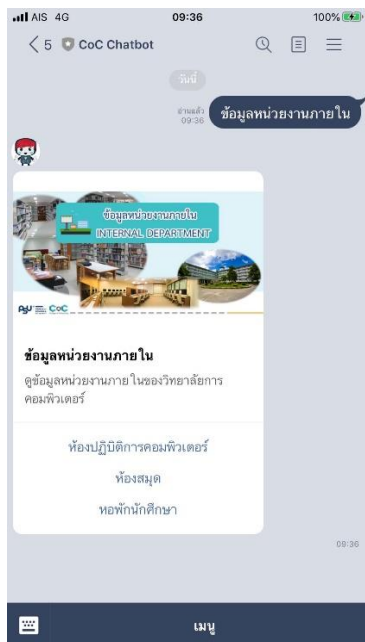 AIS 4G 09:36 100%
5 CoC Chatbot
วันนี้
อ่านแล้ว
09:36
ข้อมูลหน่วยงานภายใน
ข้อมูลหน่วยงานภายใน
INTERNAL DEPARTMENT
PSU CoC
ข้อมูลหน่วยงานภายใน
ดูข้อมูลหน่วยงานภายในของวิทยาลัยการ
คอมพิวเตอร์
ห้องปฏิบัติการคอมพิวเตอร์
ห้องสมุด
หอพักนักศึกษา
09:36
เมนู